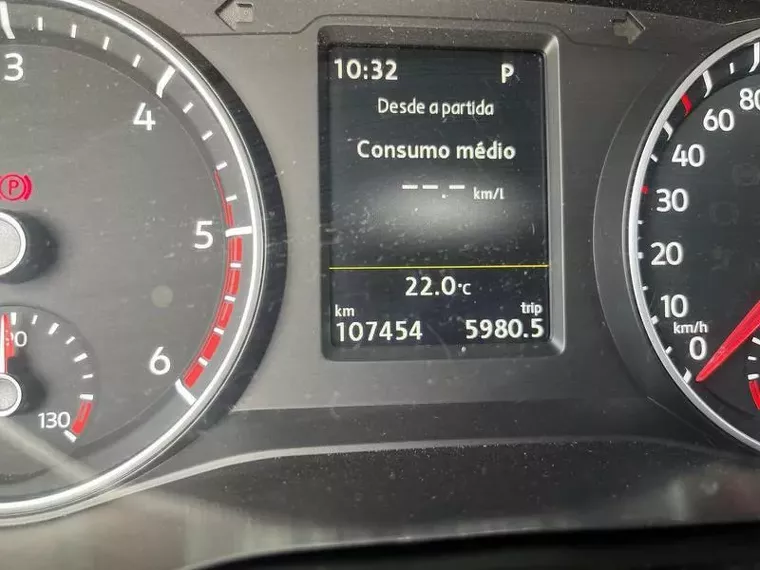 10:32 P
Desde a partida
Consumo médio
--.- km/l
22.0°c
km trip
107454 5980.5
3
4
5
6
P
90
130
0
10
20
30
40
60
80
km/h